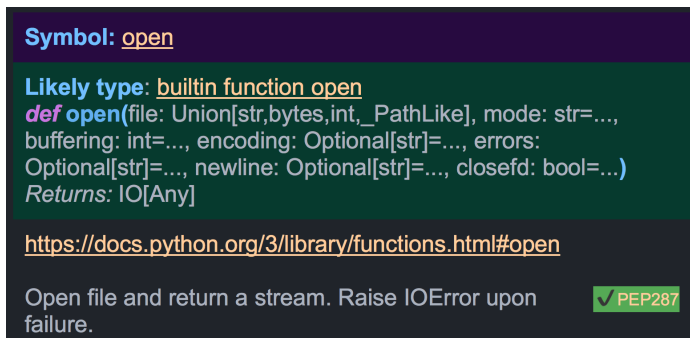 Symbol: open
Likely type: builtin function open
def open(file: Union[str,bytes,int,_PathLike], mode: str=...,
buffering: int=..., encoding: Optional[str]=..., errors:
Optional[str]=..., newline: Optional[str]=..., closefd: bool=...)
Returns: IO[Any]
https://docs.python.org/3/library/functions.html#open
Open file and return a stream. Raise IOError upon
failure.
✔PEP287